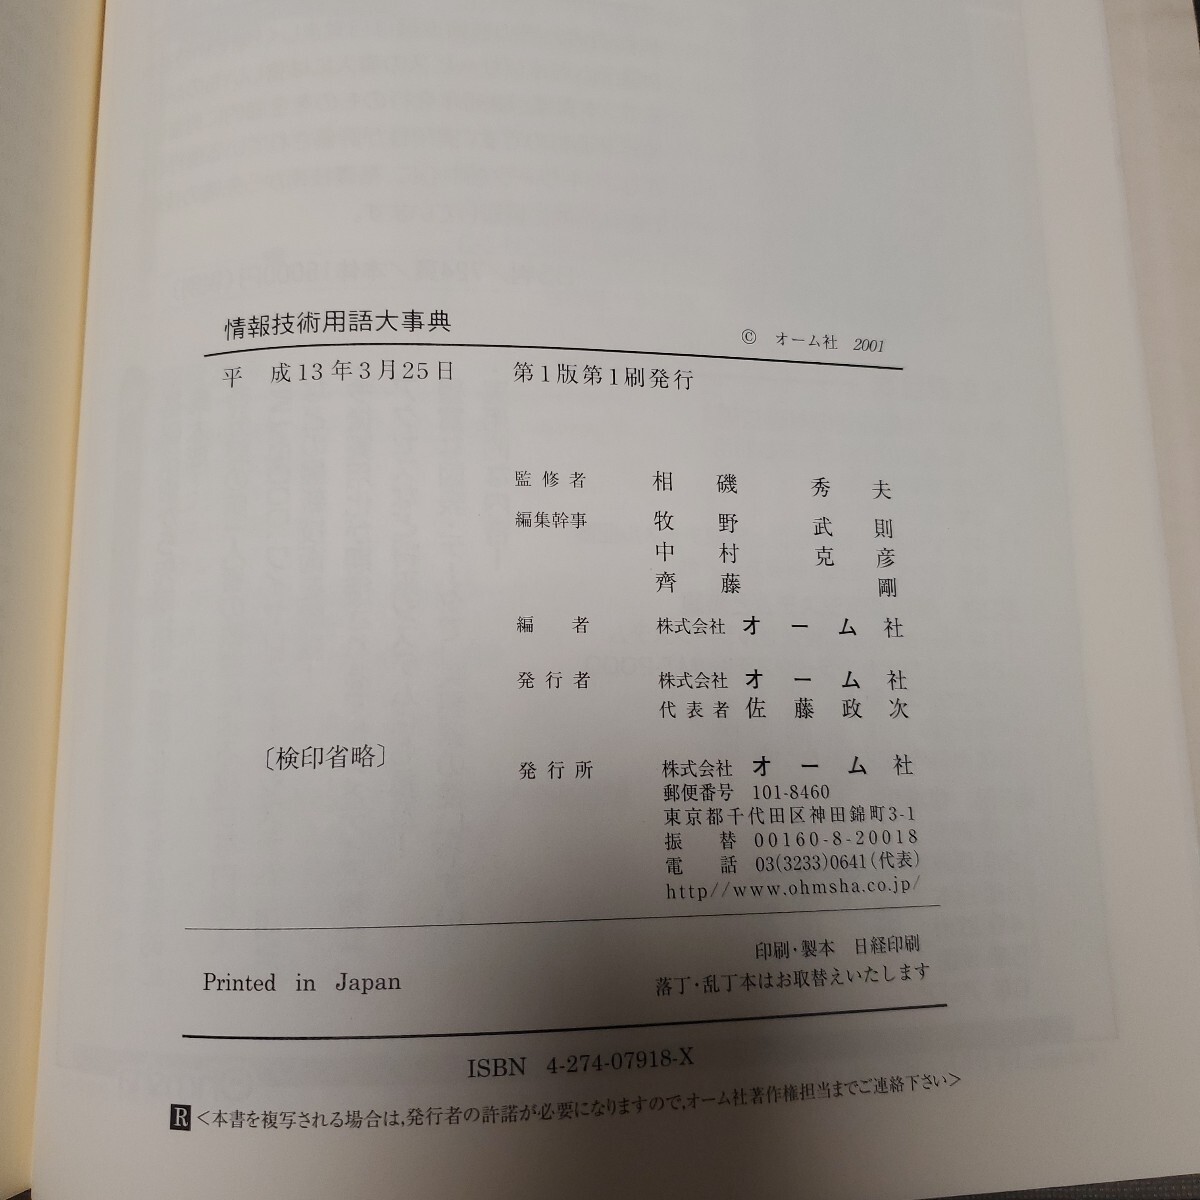 情報技術用語大事典
© オーム社 2001
平 成13年3月25日 第1版第1刷発行
監修者 相磯 秀夫
編集幹事 牧野 武則
中村 克彦
齊藤 剛
編者 株式会社 オーム社
発行者 株式会社 オーム社
代表者 佐藤政次
〔検印省略〕
発行所 株式会社 オーム社
郵便番号 101-8460
東京都千代田区神田錦町3-1
振替 00160-8-20018
電話 03(3233)0641(代表)
http//www.ohmsha.co.jp/
印刷・製本 日経印刷
Printed in Japan
落丁・乱丁本はお取替えいたします
ISBN 4-274-07918-X
R <本書を複写される場合は,発行者の許諾が必要になりますので,オーム社著作権担当までご連絡下さい>